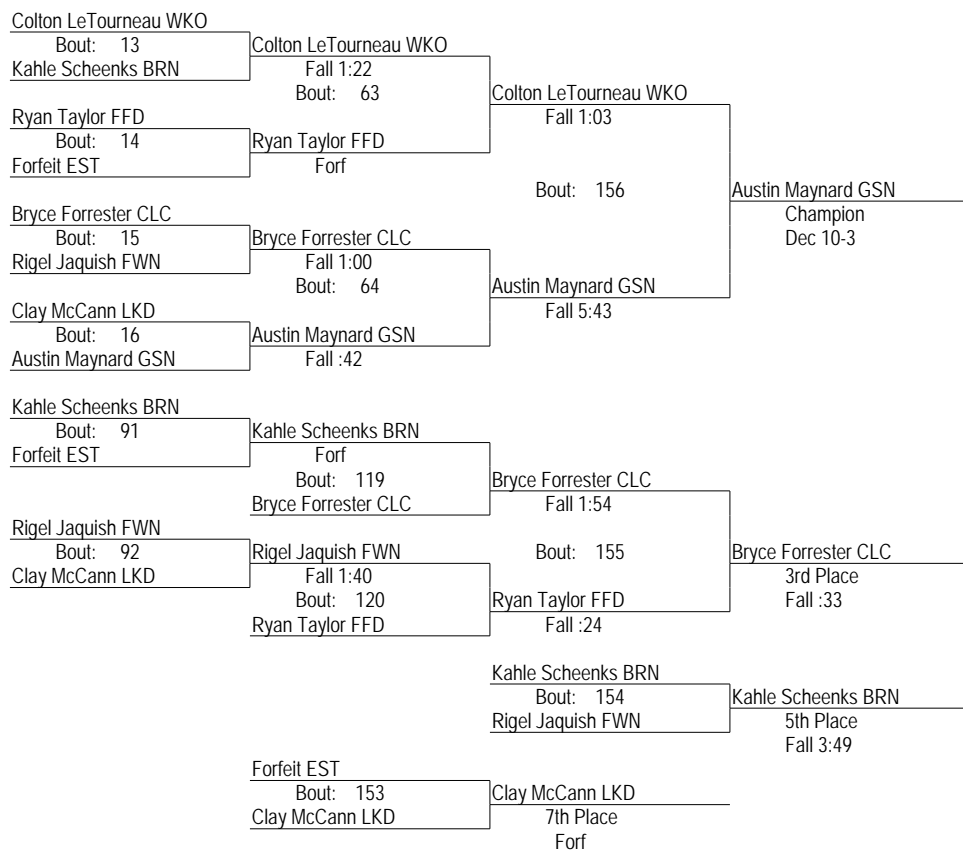 Colton LeTourneau WKO
Bout: 13
Kahle Scheenks BRN
Colton LeTourneau WKO
Fall 1:22
Bout: 63
Colton LeTourneau WKO
Fall 1:03
Ryan Taylor FFD
Bout: 14
Forfeit EST
Ryan Taylor FFD
Forf
Bout: 156
Austin Maynard GSN
Champion
Dec 10-3
Bryce Forrester CLC
Bout: 15
Rigel Jaquish FWN
Bryce Forrester CLC
Fall 1:00
Bout: 64
Austin Maynard GSN
Fall 5:43
Clay McCann LKD
Bout: 16
Austin Maynard GSN
Austin Maynard GSN
Fall :42
Kahle Scheenks BRN
Bout: 91
Forfeit EST
Kahle Scheenks BRN
Forf
Bout: 119
Bryce Forrester CLC
Bryce Forrester CLC
Fall 1:54
Rigel Jaquish FWN
Bout: 92
Clay McCann LKD
Rigel Jaquish FWN
Fall 1:40
Bout: 120
Ryan Taylor FFD
Bout: 155
Ryan Taylor FFD
Fall :24
Bryce Forrester CLC
3rd Place
Fall :33
Kahle Scheenks BRN
Bout: 154
Rigel Jaquish FWN
Kahle Scheenks BRN
5th Place
Fall 3:49
Forfeit EST
Bout: 153
Clay McCann LKD
Clay McCann LKD
7th Place
Forf